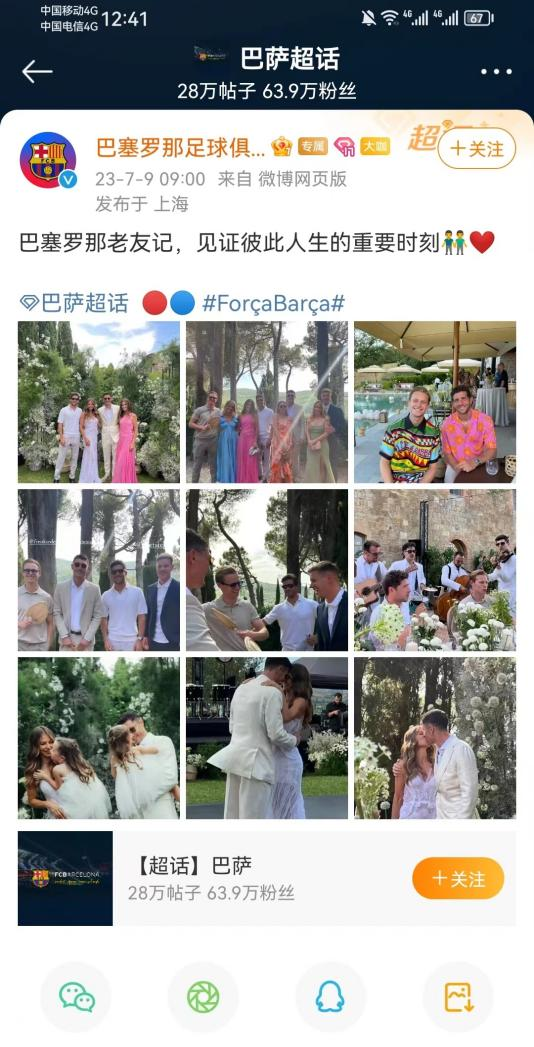 中国移动4G 12:41
中国电信4G
4G 4G 67
巴萨超话
28万帖子 63.9万粉丝
巴塞罗那足球俱... 专属 大咖
超
+关注
23-7-9 09:00 来自 微博网页版
发布于 上海
巴塞罗那老友记，见证彼此人生的重要时刻
巴萨超话 #ForçaBarça#
FCB
FCBARCELONA
【超话】巴萨
28万帖子 63.9万粉丝
+关注